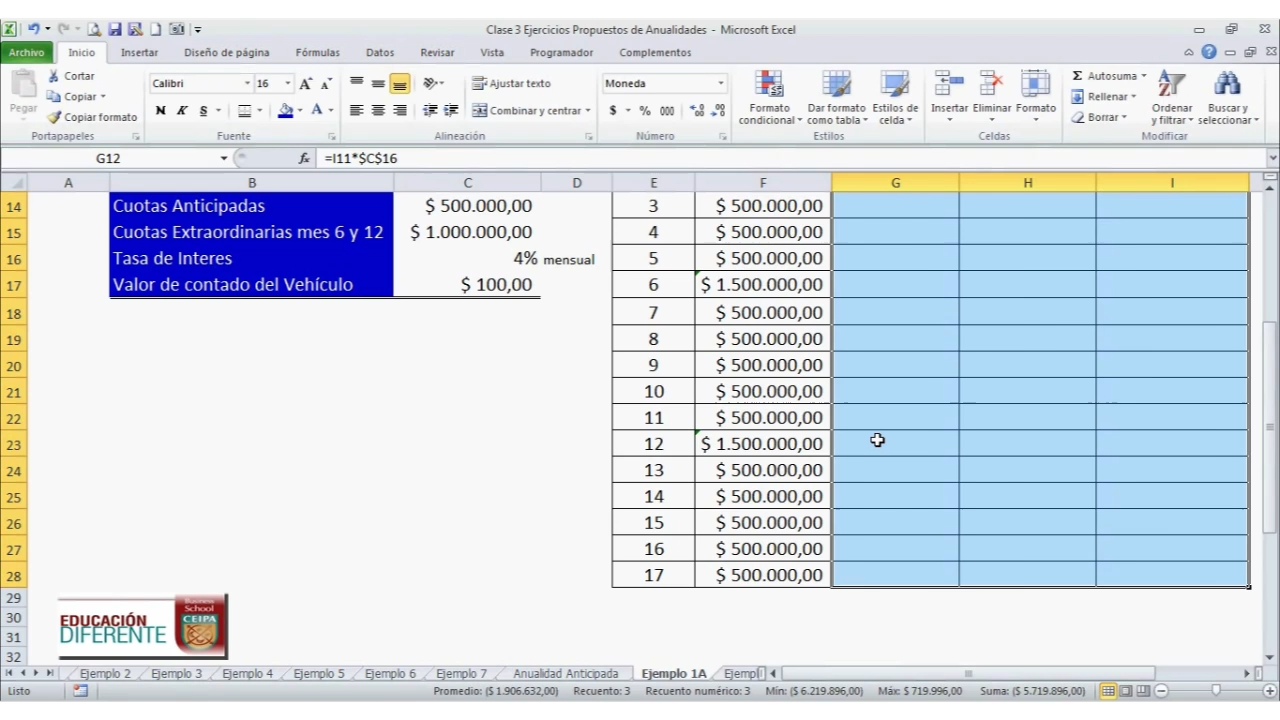 Clase 3 Ejercicios Propuestos de Anualidades - Microsoft Excel
Archivo Inicio Insertar Diseño de página Fórmulas Datos Revisar Vista Programador Complementos
Pegar
Cortar
Copiar
Copiar formato
Portapapeles
Calibri 16
N K S
Fuente
Ajustar texto
Combinar y centrar
Alineación
Moneda
$ % 000
Número
Formato condicional
Dar formato como tabla
Estilos de celda
Estilos
Insertar Eliminar Formato
Celdas
Autosuma
Rellenar
Borrar
Ordenar y filtrar
Buscar y seleccionar
Modificar
G12 fx =I11*$C$16
A B C D E F G H I
14 Cuotas Anticipadas $ 500.000,00 3 $ 500.000,00
15 Cuotas Extraordinarias mes 6 y 12 $ 1.000.000,00 4 $ 500.000,00
16 Tasa de Interes 4% mensual 5 $ 500.000,00
17 Valor de contado del Vehículo $ 100,00 6 $ 1.500.000,00
18 7 $ 500.000,00
19 8 $ 500.000,00
20 9 $ 500.000,00
21 10 $ 500.000,00
22 11 $ 500.000,00
23 12 $ 1.500.000,00
24 13 $ 500.000,00
25 14 $ 500.000,00
26 15 $ 500.000,00
27 16 $ 500.000,00
28 17 $ 500.000,00
29
30
31
32
EDUCACIÓN
DIFERENTE
Business
School
CEIPA
Ejemplo 2 Ejemplo 3 Ejemplo 4 Ejemplo 5 Ejemplo 6 Ejemplo 7 Anualidad Anticipada Ejemplo 1A Ejempl
Listo Promedio: ($ 1.906.632,00) Recuento: 3 Recuento numérico: 3 Mín: ($ 6.219.896,00) Máx: $ 719.996,00 Suma: ($ 5.719.896,00)